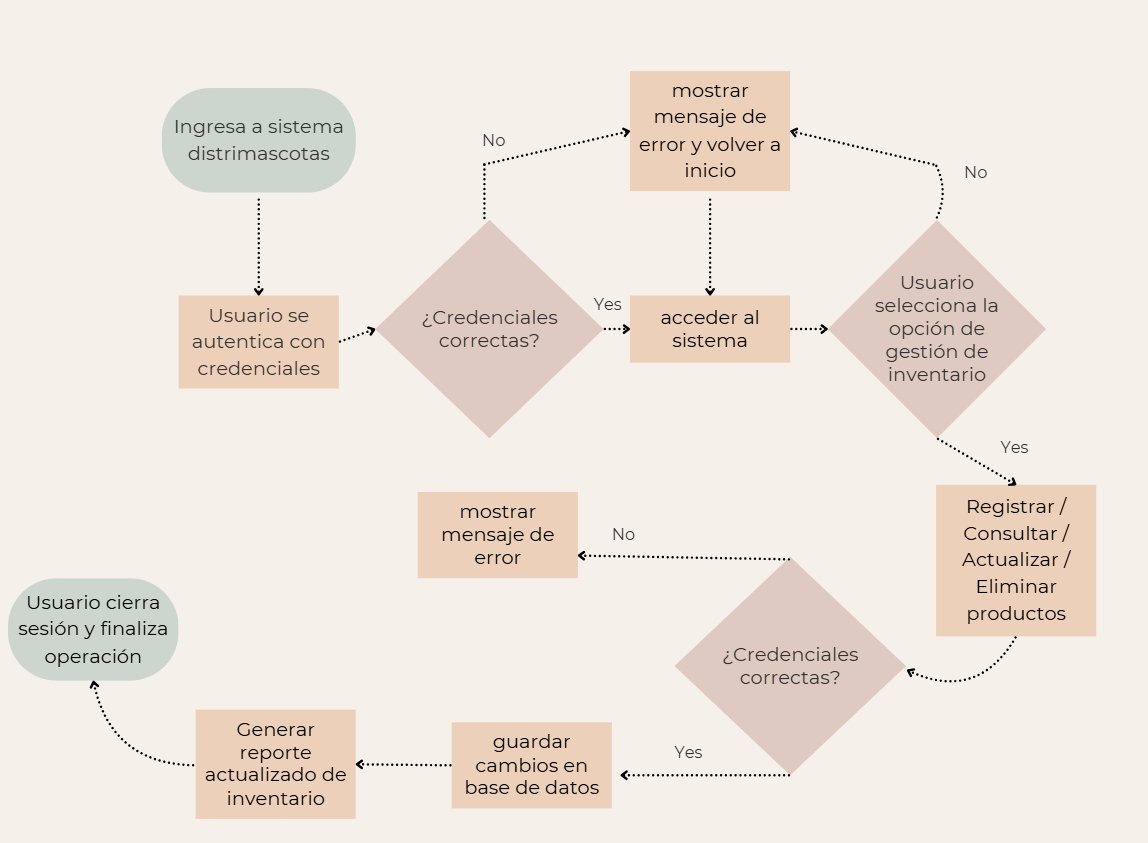 Ingresa a sistema
distrimascotas
Usuario se
autentica con
credenciales
¿Credenciales
correctas?
No
mostrar
mensaje de
error y volver a
inicio
Yes
acceder al
sistema
Usuario
selecciona la
opción de
gestión de
inventario
No
Yes
Registrar /
Consultar /
Actualizar /
Eliminar
productos
¿Credenciales
correctas?
No
mostrar
mensaje de
error
Yes
guardar
cambios en
base de datos
Generar
reporte
actualizado de
inventario
Usuario cierra
sesión y finaliza
operación